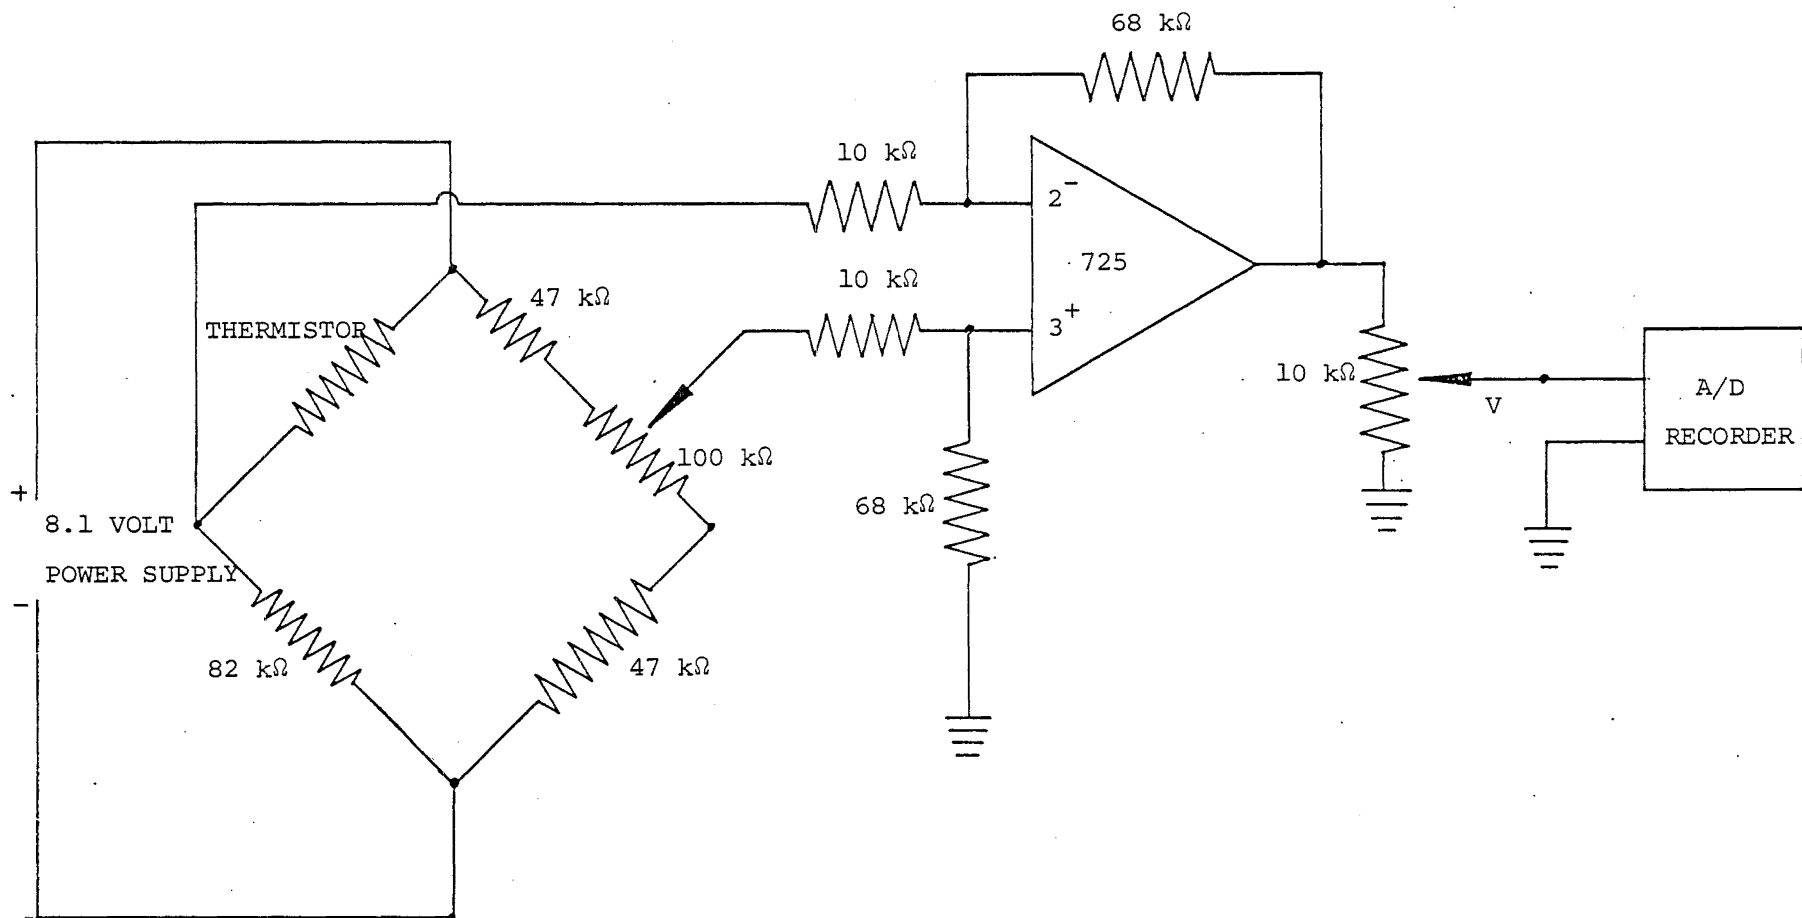 68 kΩ
10 kΩ
2 -
725
10 kΩ
3 +
47 kΩ
THERMISTOR
10 kΩ
V
A/D
RECORDER
100 kΩ
68 kΩ
+
8.1 VOLT
POWER SUPPLY
-
82 kΩ
47 kΩ